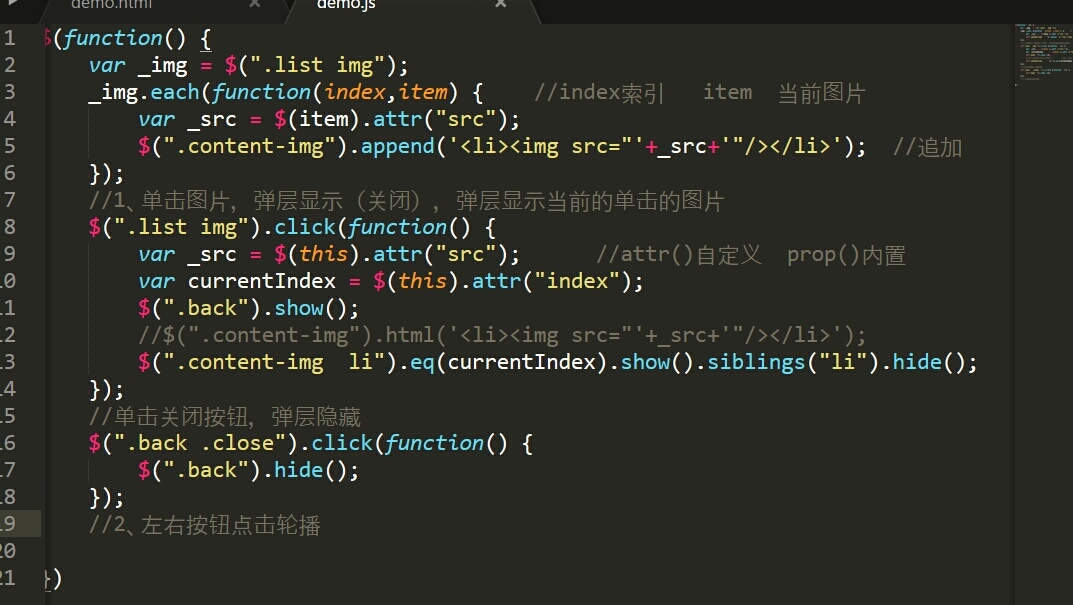 demo.html × demo.js ×
1 $(function() {
2 var _img = $(".list img");
3 _img.each(function(index,item) { //index索引 item 当前图片
4 var _src = $(item).attr("src");
5 $(".content-img").append('<li><img src="'+_src+'"/></li>'); //追加
6 });
7 //1、单击图片，弹层显示（关闭），弹层显示当前的单击的图片
8 $(".list img").click(function() {
9 var _src = $(this).attr("src"); //attr()自定义 prop()内置
10 var currentIndex = $(this).attr("index");
11 $(".back").show();
12 //$(".content-img").html('<li><img src="'+_src+'"/></li>');
13 $(".content-img li").eq(currentIndex).show().siblings("li").hide();
14 });
15 //单击关闭按钮，弹层隐藏
16 $(".back .close").click(function() {
17 $(".back").hide();
18 });
19 //2、左右按钮点击轮播
20
21 })